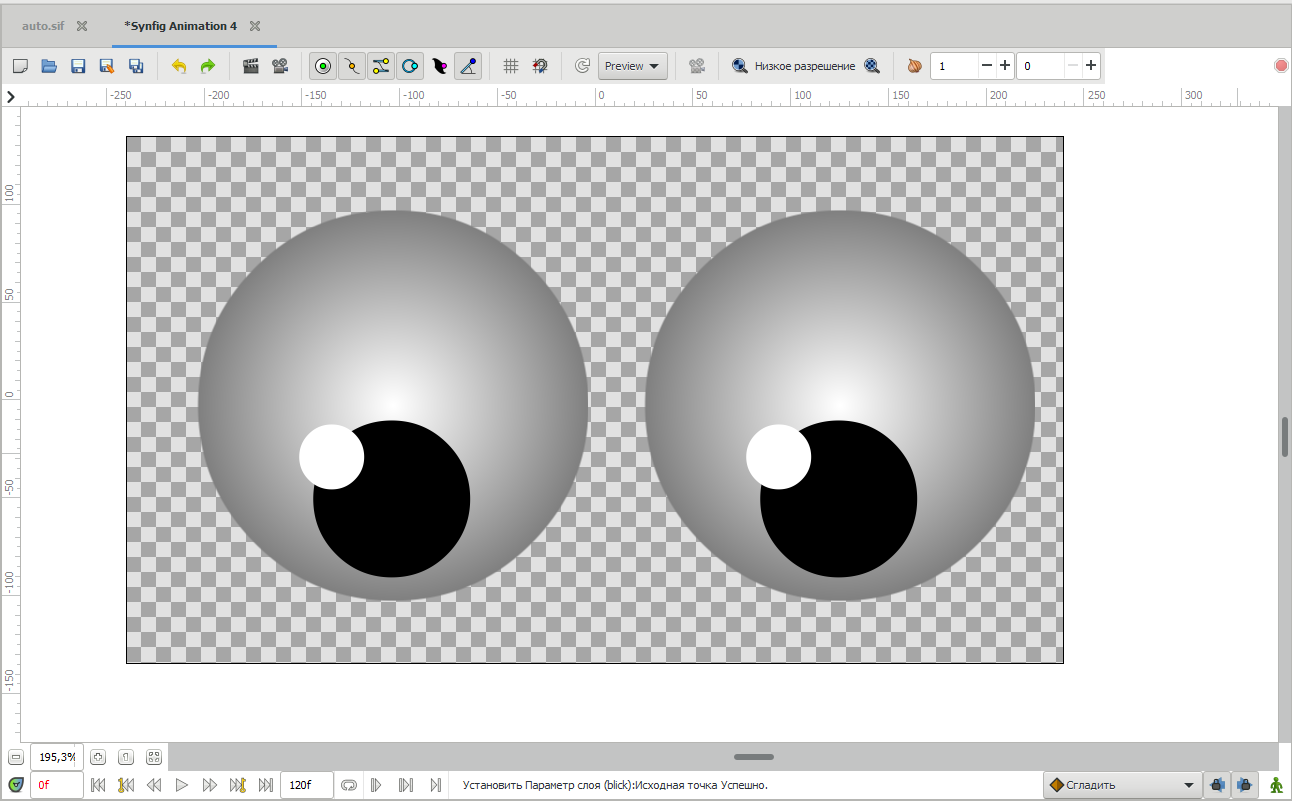 auto.sif
*Synfig Animation 4
Preview
Низкое разрешение
1
0
-250 -200 -150 -100 -50 0 50 100 150 200 250 300
100
50
0
-50
-100
-150
195,3%
0f
120f
Установить Параметр слоя (blick):Исходная точка Успешно.
Сгладить